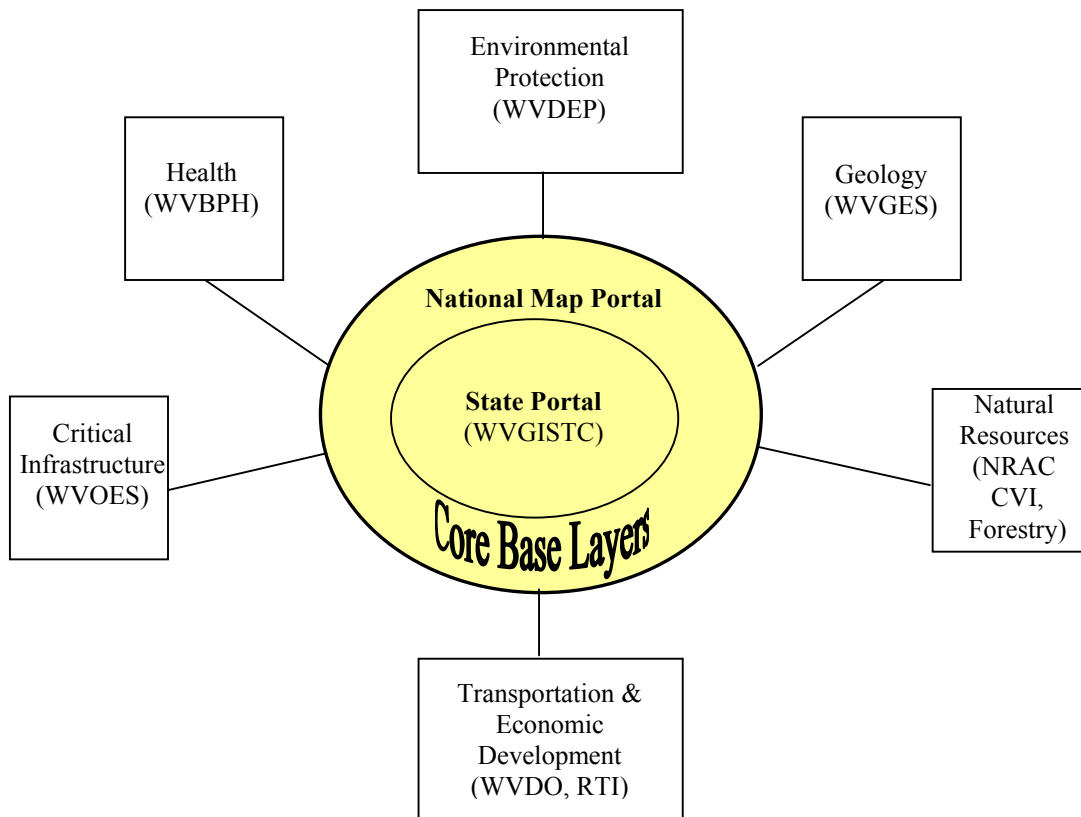 Environmental
Protection
(WVDEP)
Health
(WVBPH)
Geology
(WVGES)
National Map Portal
State Portal
(WVGISTC)
Core Base Layers
Critical
Infrastructure
(WVOES)
Natural
Resources
(NRAC
CVI,
Forestry)
Transportation &
Economic
Development
(WVDO, RTI)